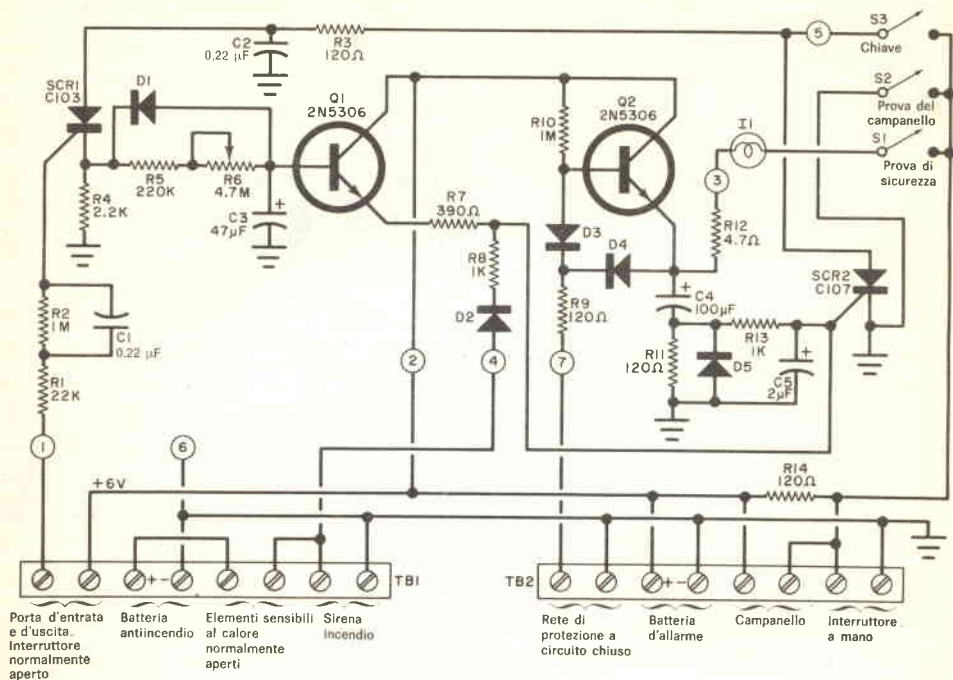 C2
0,22 µF
R3
120Ω
5
S3
Chiave
S2
Prova del
campanello
S1
Prova di
sicurezza
SCR1
C103
D1
Q1
2N5306
R10
1M
Q2
2N5306
I1
R5
220K
R6
4.7M
R4
2.2K
C3
47µF
+
R7
390Ω
R8
1K
D2
D3
D4
3
R12
4.7Ω
SCR2
C107
+
C4
100µF
R9
120Ω
R13
1K
R11
120Ω
D5
+
C5
2µF
R2
1M
C1
0,22 µF
R1
22K
1
6
2
4
7
+6V
R14
120Ω
+ -
TB1
TB2
+ -
Porta d'entrata
e d'uscita.
Interruttore
normalmente
aperto
Batteria
antiincendio
Elementi sensibili
al calore
normalmente
aperti
Sirena
incendio
Rete di
protezione a
circuito chiuso
Batteria
d'allarme
Campanello
Interruttore
a mano